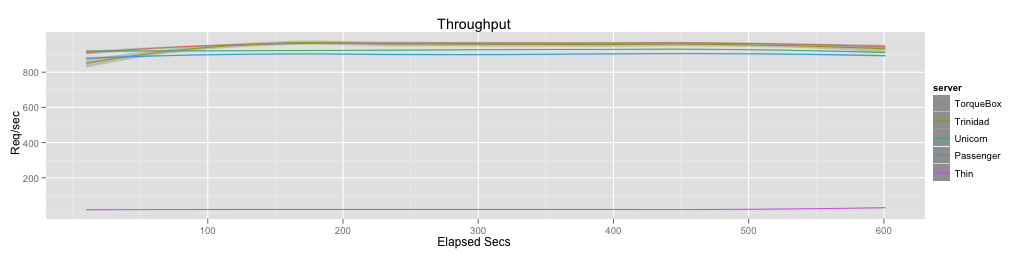 Throughput
Req/sec
800
600
400
200
100
200
300
400
500
600
Elapsed Secs
server
TorqueBox
Trinidad
Unicorn
Passenger
Thin